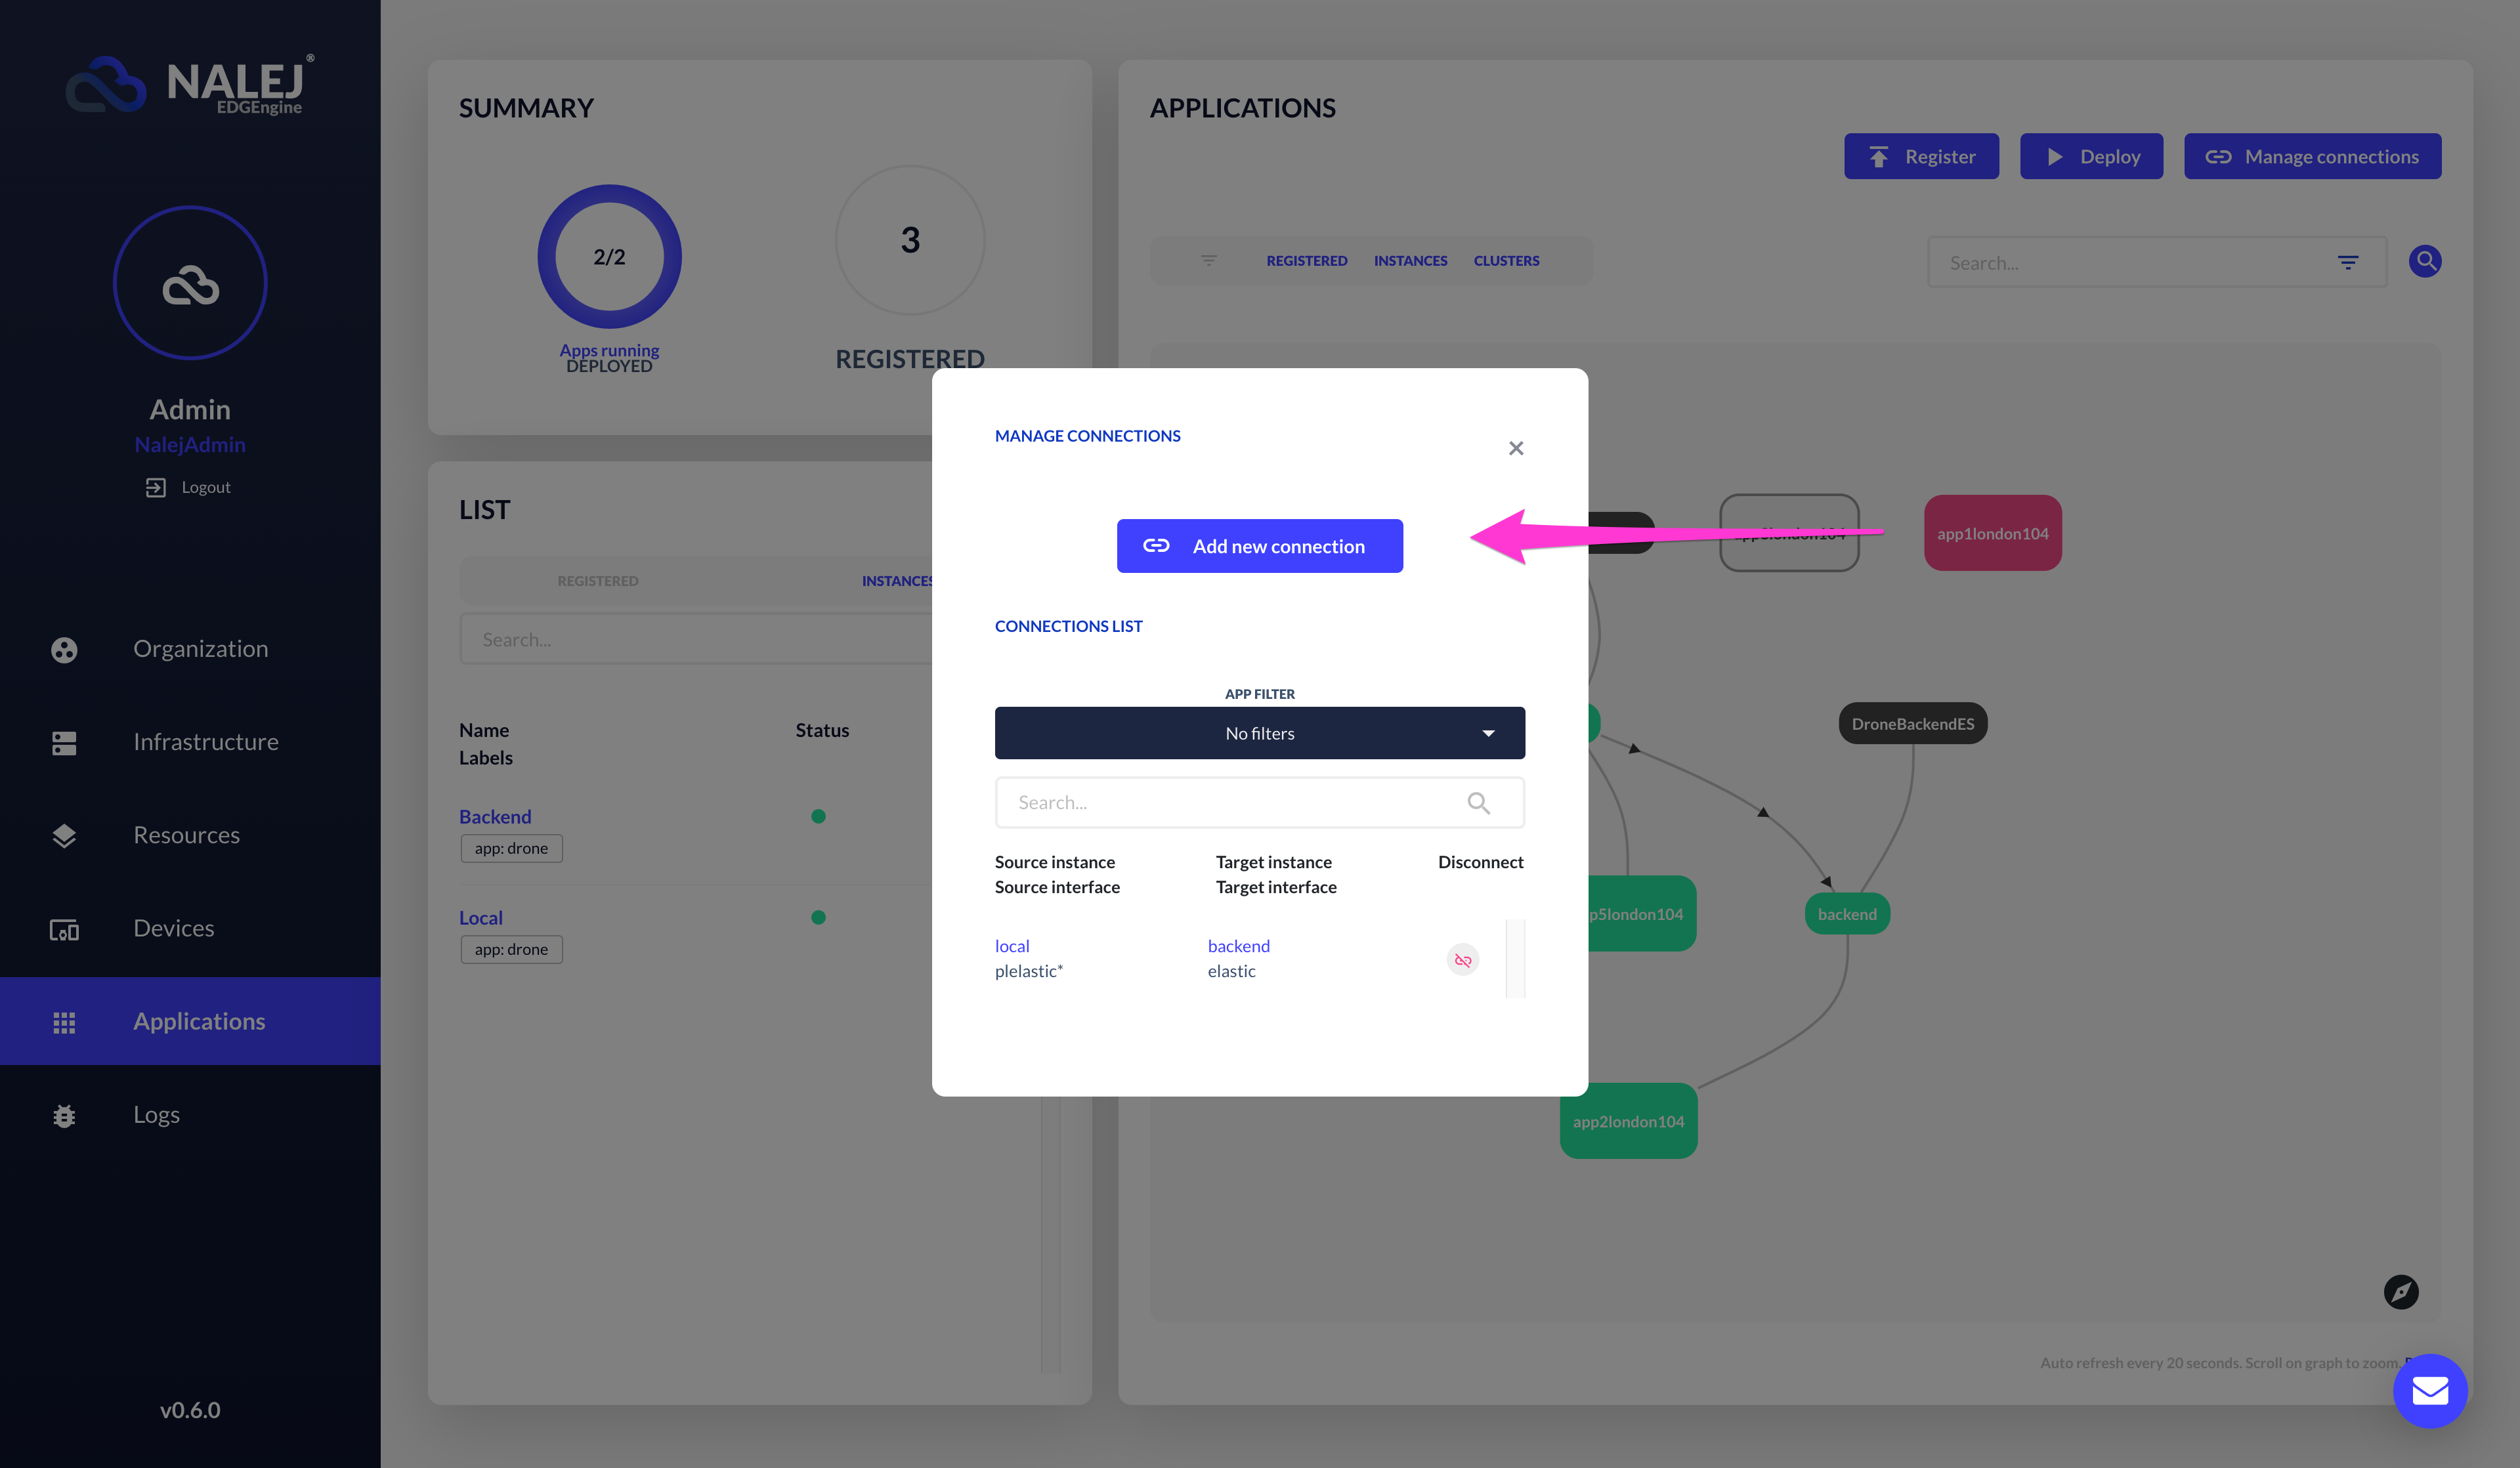 NALEJ®
EDGEngine
Admin
NalejAdmin
Logout
Organization
Infrastructure
Resources
Devices
Applications
Logs
v0.6.0
SUMMARY
2/2
Apps running
DEPLOYED
3
REGISTERED
LIST
REGISTERED
INSTANCES
Search...
Name
Labels
Status
Backend
app: drone
Local
app: drone
APPLICATIONS
Register
Deploy
Manage connections
REGISTERED
INSTANCES
CLUSTERS
Search...
app1london104
DroneBackendES
p5london104
backend
app2london104
Auto refresh every 20 seconds. Scroll on graph to zoom.
MANAGE CONNECTIONS
×
Add new connection
CONNECTIONS LIST
APP FILTER
No filters
Search...
Source instance
Source interface
Target instance
Target interface
Disconnect
local
plelastic*
backend
elastic